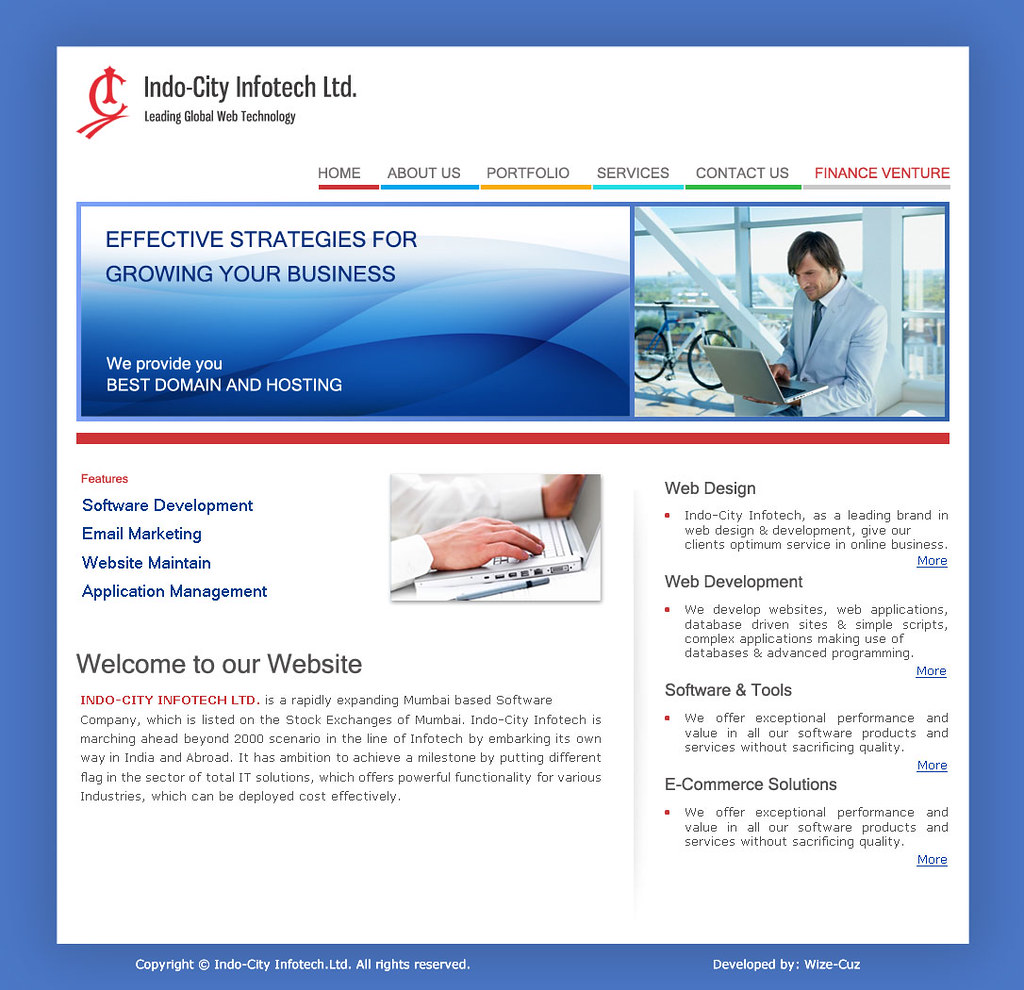 Indo-City Infotech Ltd.
Leading Global Web Technology
HOME ABOUT US PORTFOLIO SERVICES CONTACT US FINANCE VENTURE
EFFECTIVE STRATEGIES FOR
GROWING YOUR BUSINESS
We provide you
BEST DOMAIN AND HOSTING
Features
Software Development
Email Marketing
Website Maintain
Application Management
Welcome to our Website
INDO-CITY INFOTECH LTD. is a rapidly expanding Mumbai based Software
Company, which is listed on the Stock Exchanges of Mumbai. Indo-City Infotech is
marching ahead beyond 2000 scenario in the line of Infotech by embarking its own
way in India and Abroad. It has ambition to achieve a milestone by putting different
flag in the sector of total IT solutions, which offers powerful functionality for various
Industries, which can be deployed cost effectively.
Web Design
Indo-City Infotech, as a leading brand in
web design & development, give our
clients optimum service in online business.
More
Web Development
We develop websites, web applications,
database driven sites & simple scripts,
complex applications making use of
databases & advanced programming.
More
Software & Tools
We offer exceptional performance and
value in all our software products and
services without sacrificing quality.
More
E-Commerce Solutions
We offer exceptional performance and
value in all our software products and
services without sacrificing quality.
More
Copyright © Indo-City Infotech.Ltd. All rights reserved.
Developed by: Wize-Cuz